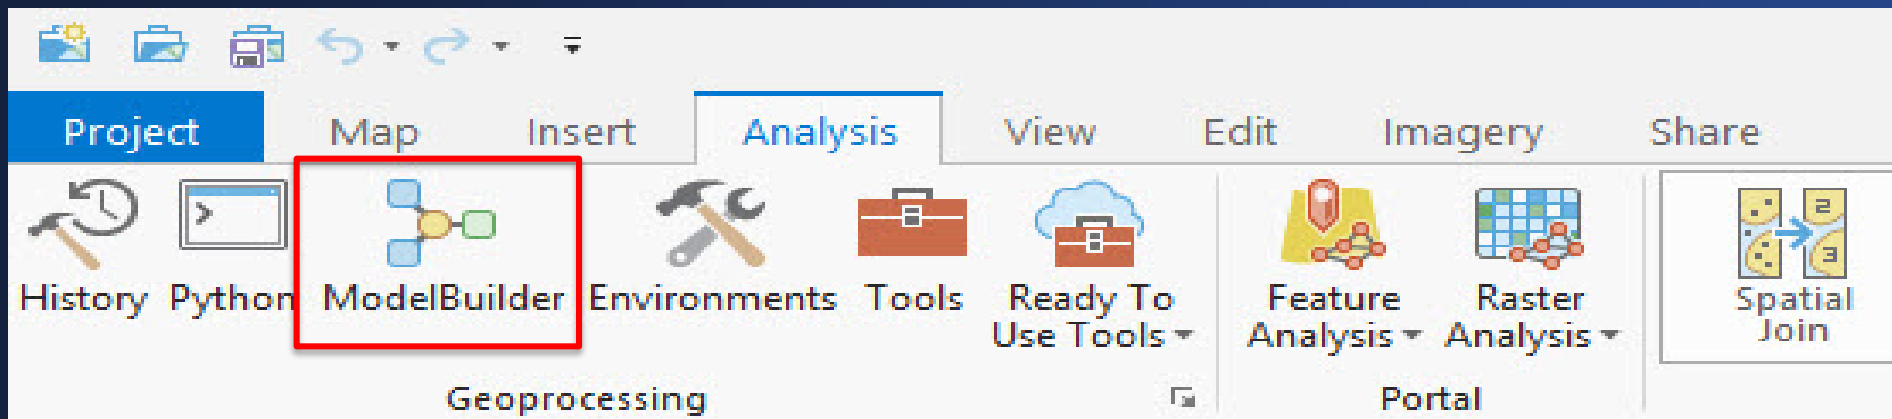 Project Map Insert Analysis View Edit Imagery Share
History Python ModelBuilder Environments Tools Ready To Use Tools Feature Analysis Raster Analysis Spatial Join
Geoprocessing Portal